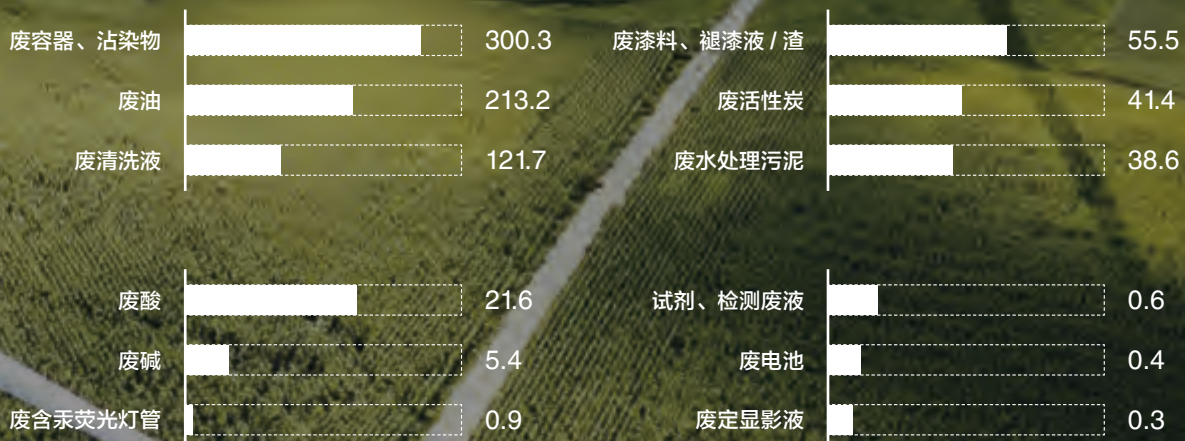 废容器、沾染物 300.3 废漆料、褪漆液 / 渣 55.5
废油 213.2 废活性炭 41.4
废清洗液 121.7 废水处理污泥 38.6
废酸 21.6 试剂、检测废液 0.6
废碱 5.4 废电池 0.4
废含汞荧光灯管 0.9 废定显影液 0.3